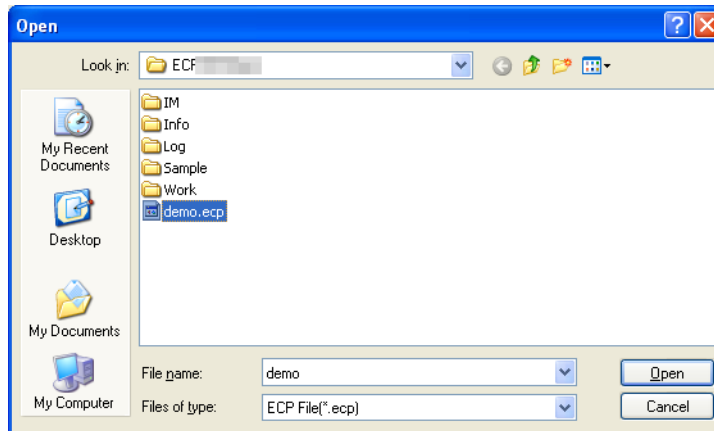 Open
Look in:
IM
Info
Log
Sample
Work
demo.ecp
My Recent
Documents
Desktop
My Documents
My Computer
File name: demo Open
Files of type: ECP File(*.ecp) Cancel